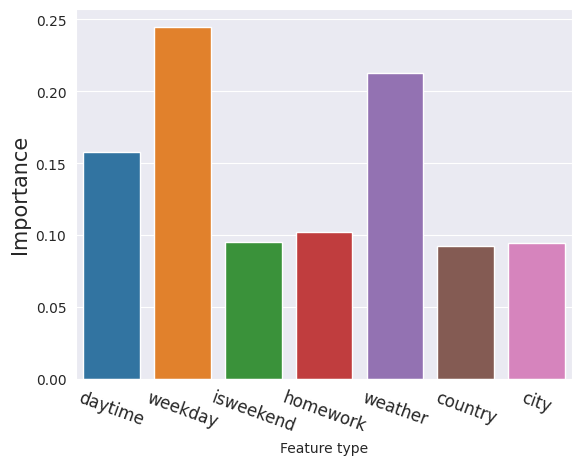 0.25
0.20
0.15
0.10
0.05
0.00
Importance
daytime
weekday
isweekend
homework
weather
country
city
Feature type